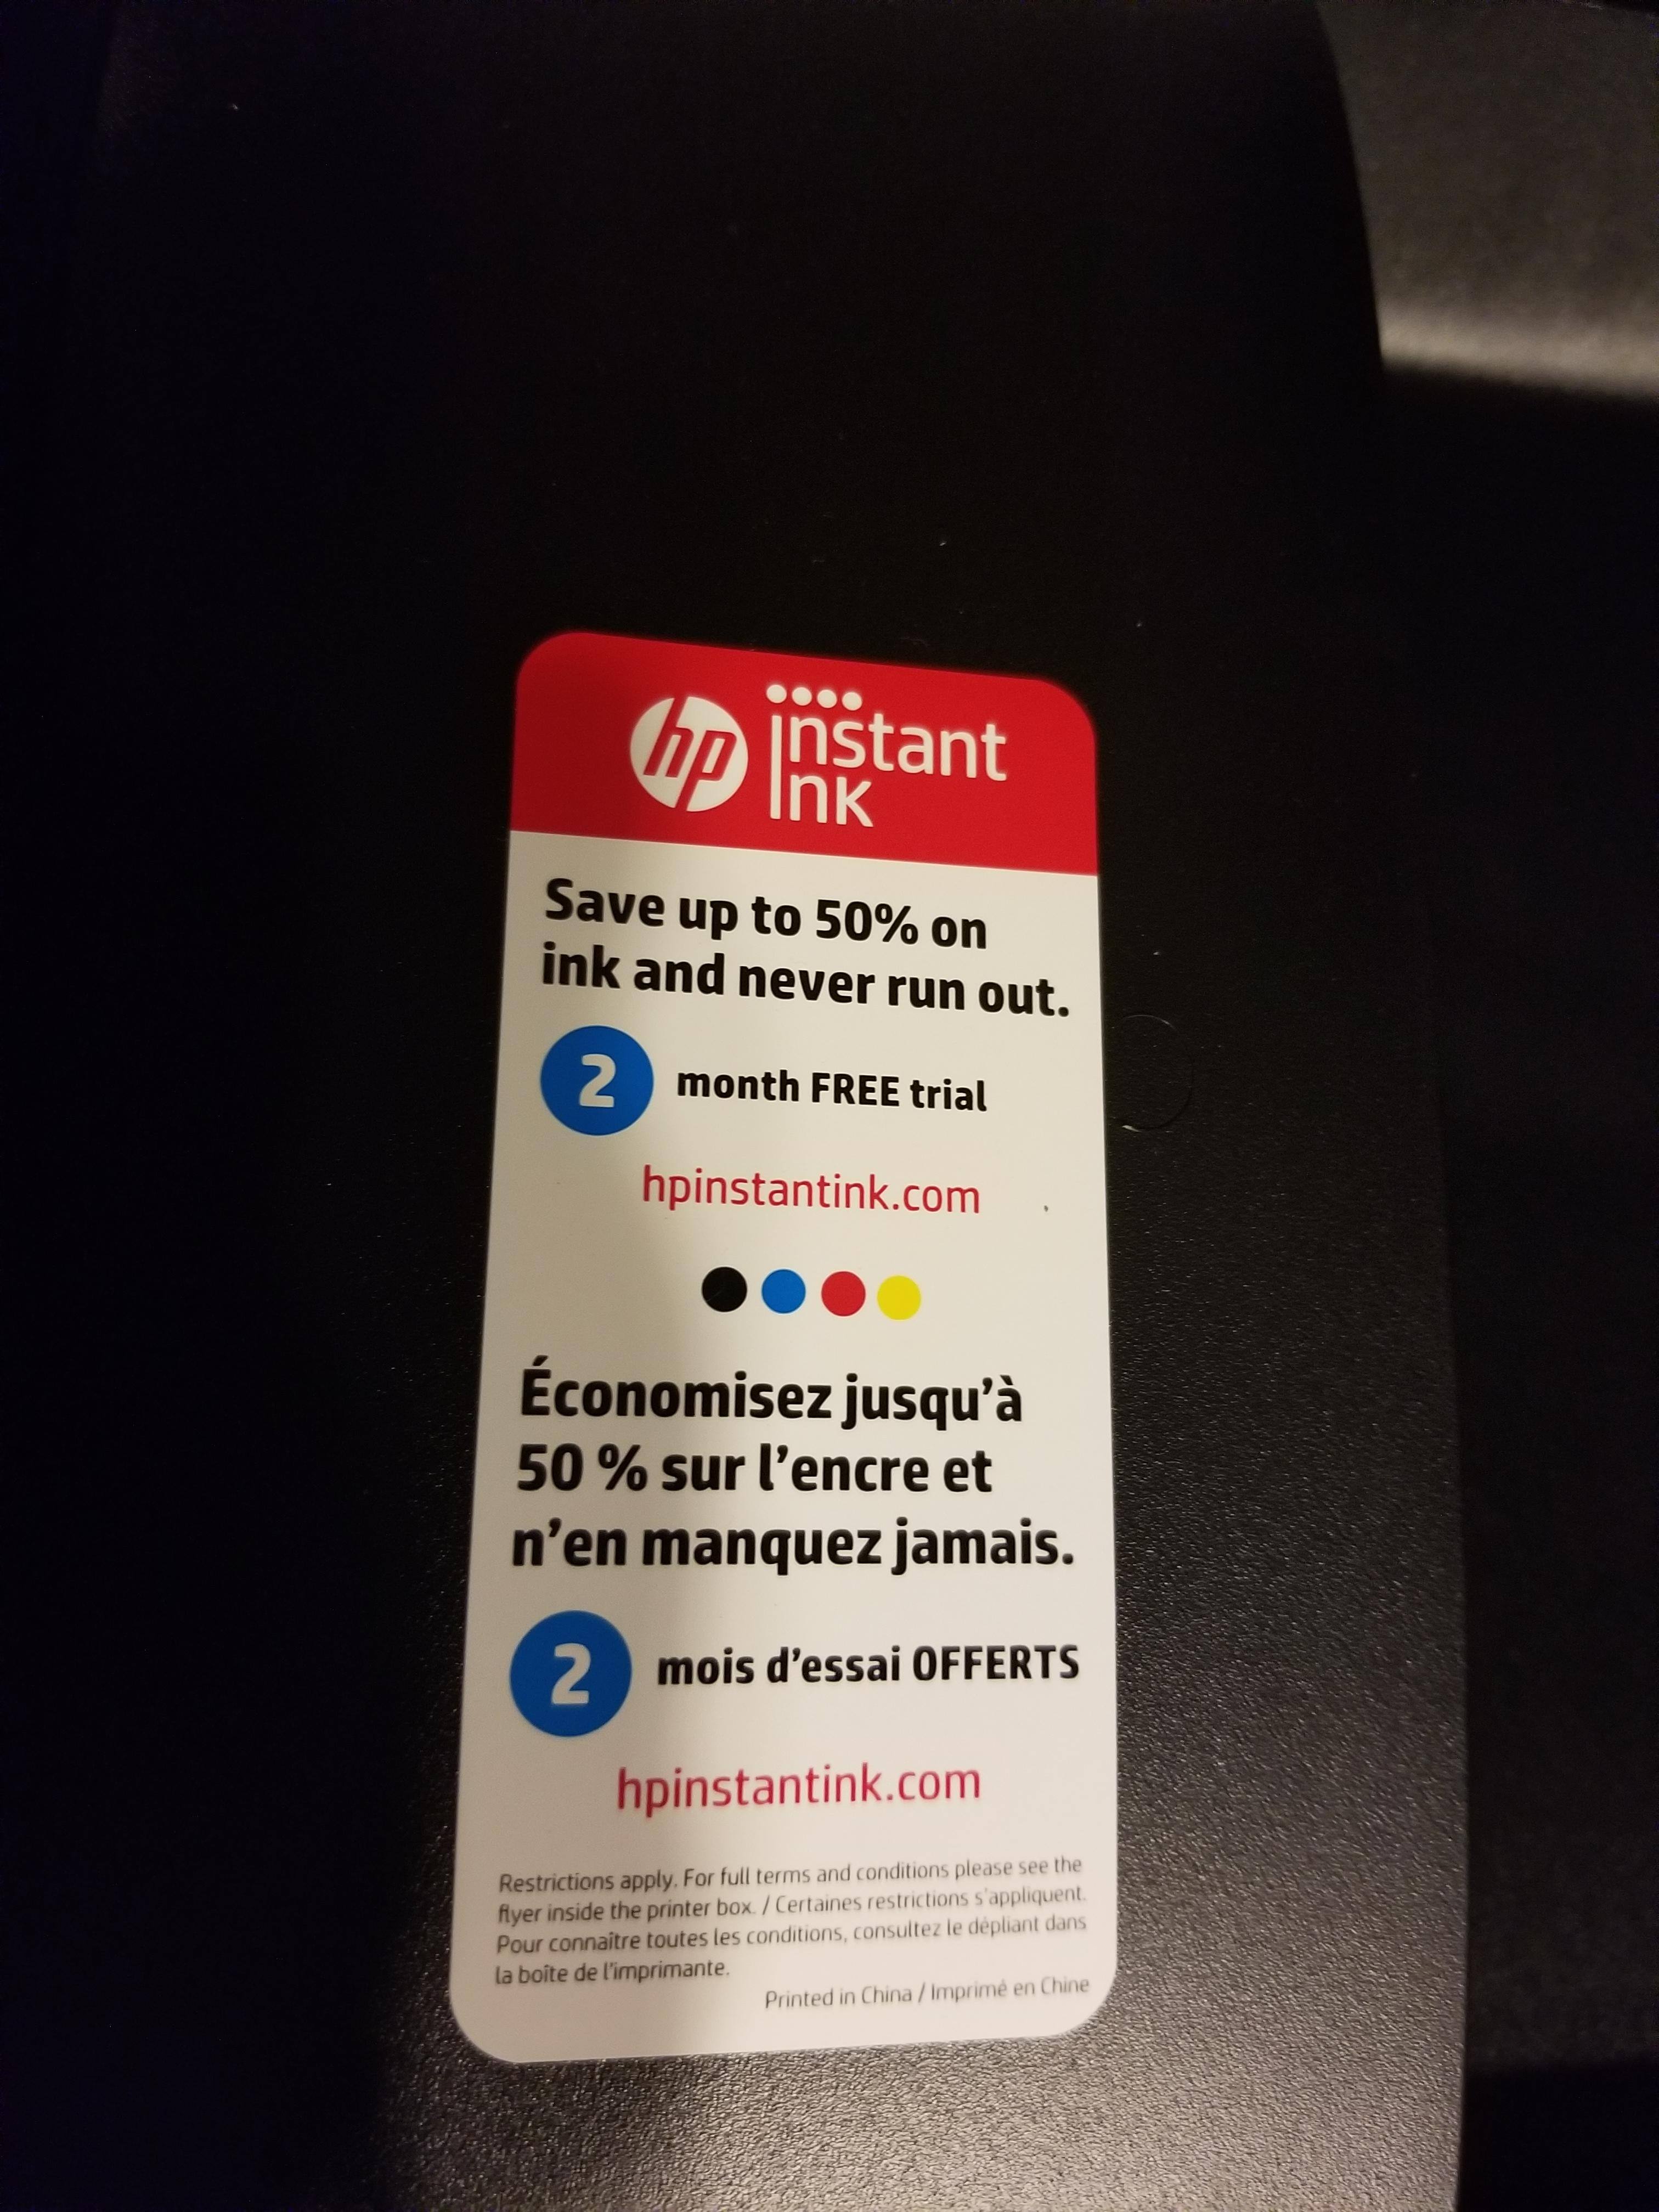 hp instant
Ink
Save up to 50% on
ink and never run out.
2 month FREE trial
hpinstantink.com
Économisez jusqu'à
50 % sur l'encre et
n'en manquez jamais.
2 mois d'essai OFFERTS
hpinstantink.com
Restrictions apply. For full terms and conditions please see the
flyer inside the printer box. / Certaines restrictions s'appliquent.
Pour connaître toutes les conditions, consultez le dépliant dans
la boîte de l'imprimante.
Printed in China / Imprimé en Chine